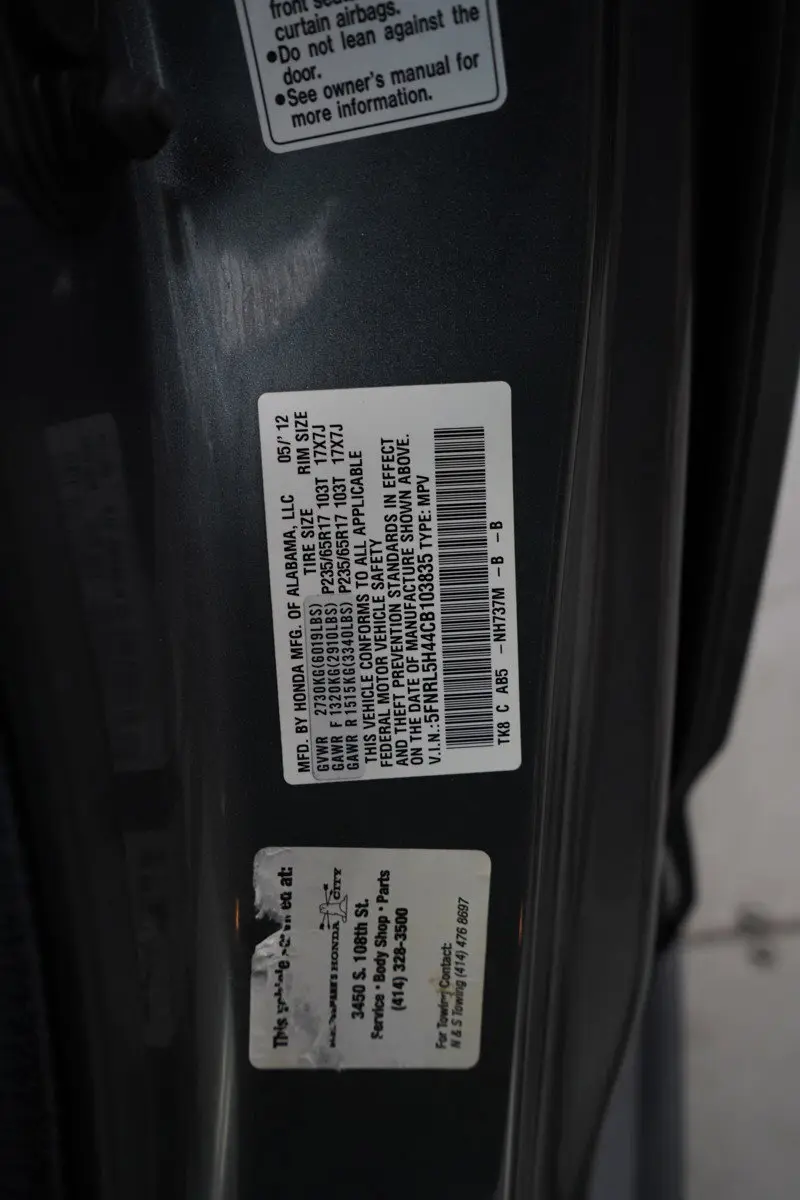 front
curtain airbags.
•Do not lean against the
door.
•See owner's manual for
more information.
MFD. BY HONDA MFG. OF ALABAMA, LLC 05/' 12
TIRE SIZE RIM SIZE
GVWR 2730KG(6019LBS)
GAWR F 1320KG(2910LBS) P235/65R17 103T 17X7J
GAWR R 1515KG(3340LBS) P235/65R17 103T 17X7J
THIS VEHICLE CONFORMS TO ALL APPLICABLE
FEDERAL MOTOR VEHICLE SAFETY
AND THEFT PREVENTION STANDARDS IN EFFECT
ON THE DATE OF MANUFACTURE SHOWN ABOVE.
V.I.N.:5FNRL5H44CB103835 TYPE: MPV
TK8 C AB5 -NH737M -B -B
This at:
HONDA CITY
3450 S. 108th St.
Service • Body Shop • Parts
(414) 328-3500
For Towing Contact:
N & S Towing (414) 476 8697